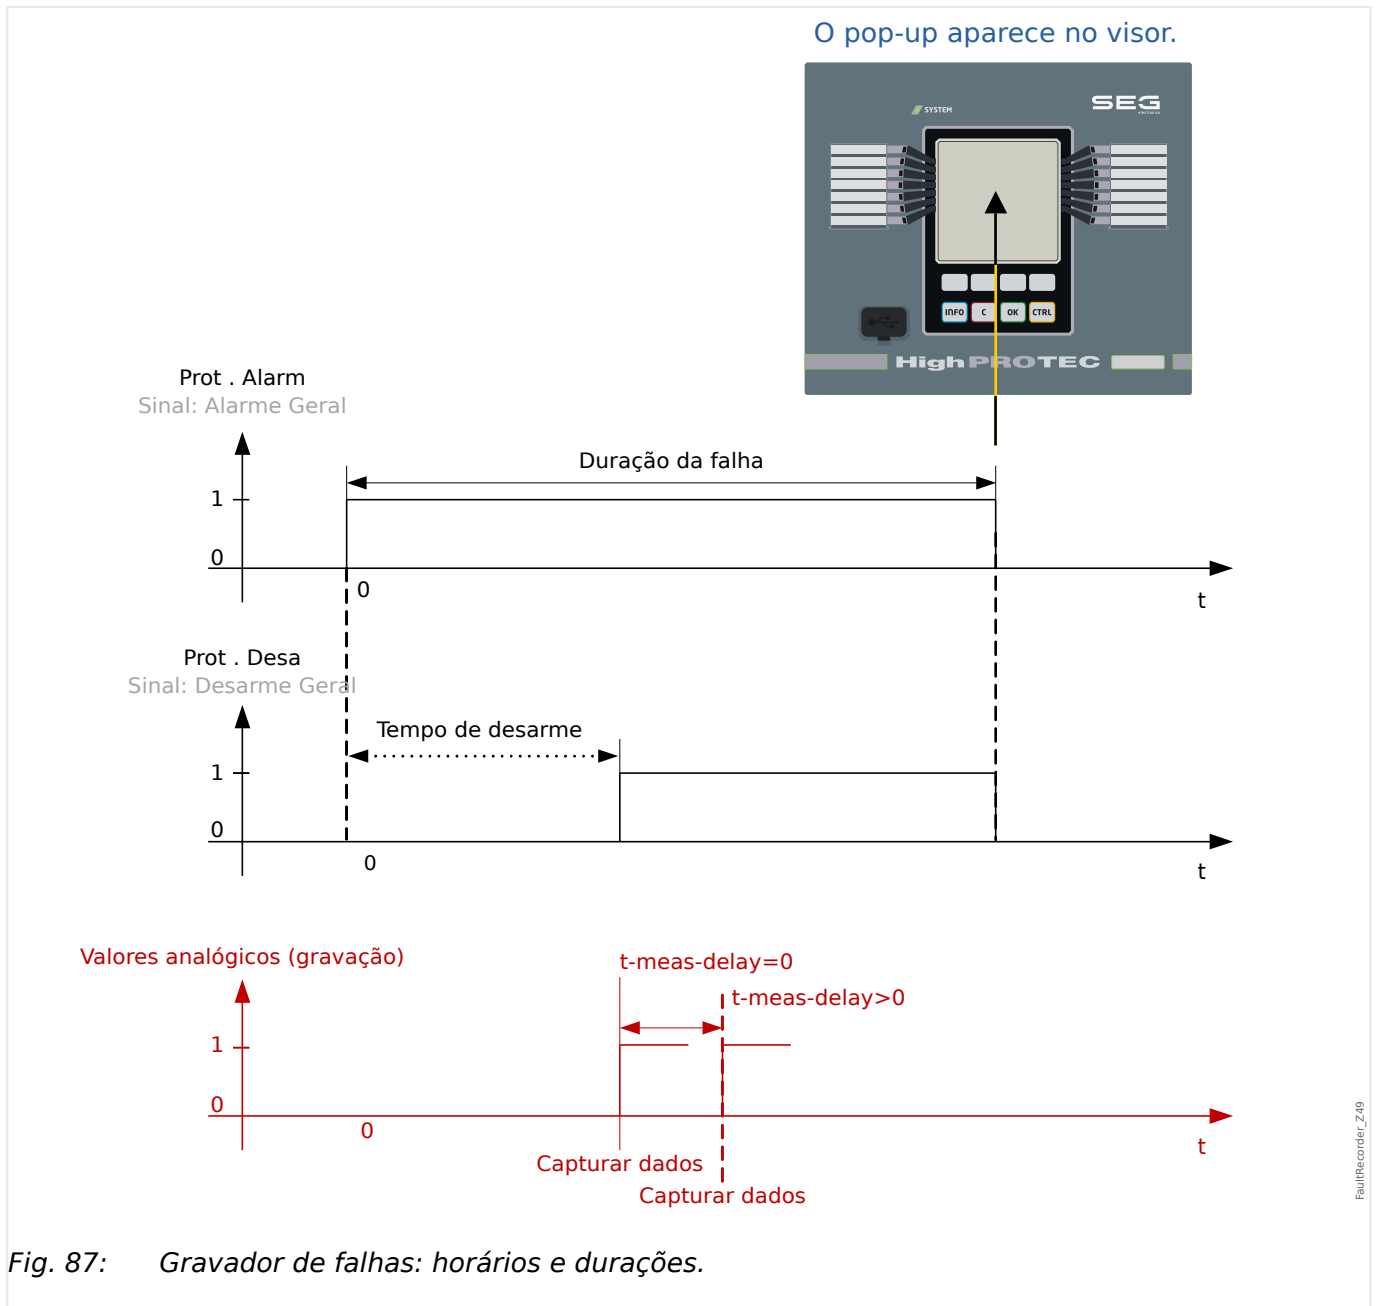 O pop-up aparece no visor.
SYSTEM
SEG
electronics
INFO
C
OK
CTRL
HighPROTEC
Prot . Alarm
Sinal: Alarme Geral
Duração da falha
1
0
0
t
Prot . Desa
Sinal: Desarme Geral
Tempo de desarme
1
0
0
t
Valores analógicos (gravação)
t-meas-delay=0
t-meas-delay>0
1
0
0
t
Capturar dados
Capturar dados
FaultRecorder_Z49
Fig. 87: Gravador de falhas: horários e durações.